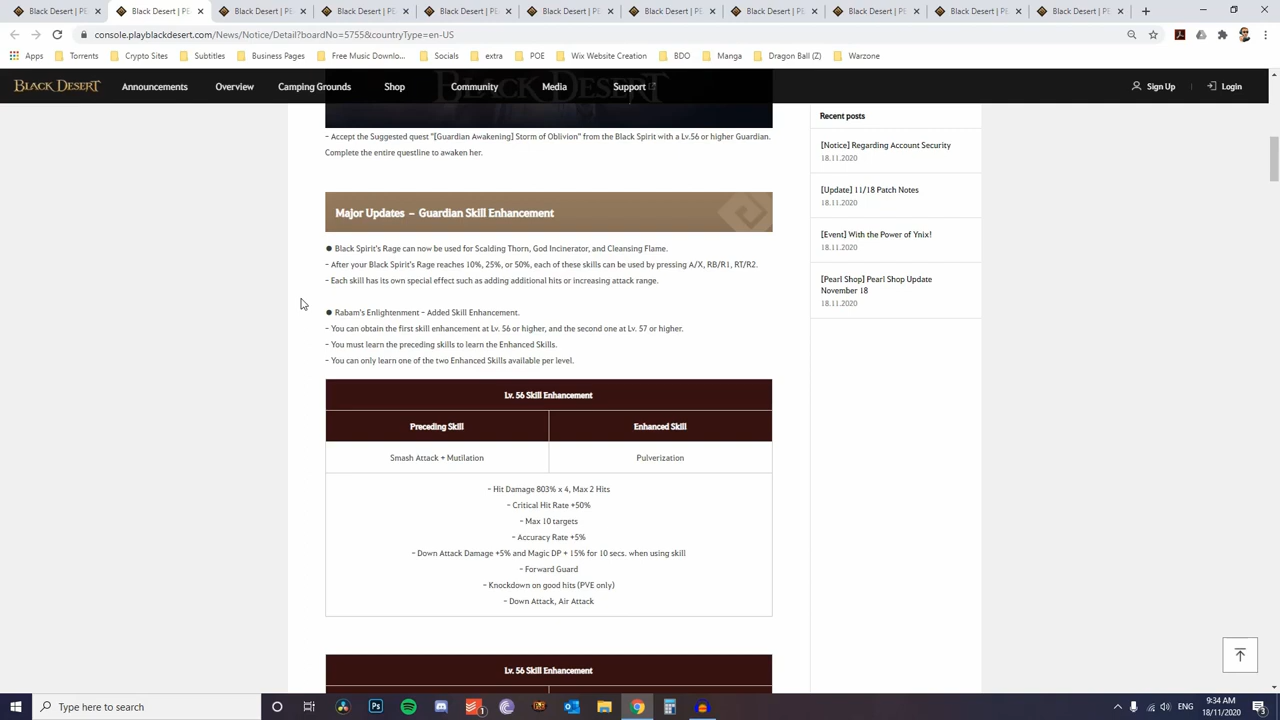 Black Desert | PE
Black Desert | PE
Black Desert | PE
Black Desert | PE
Black Desert | PE
Black Desert | PE
Black Desert | PE
Black Desert | PE
Black Desert | PE
Black Desert | PE
console.playblackdesert.com/News/Notice/Detail?boardNo=5755&countryType=en-US
Apps
Torrents
Crypto Sites
Subtitles
Business Pages
Free Music Downlo...
Socials
extra
POE
Wix Website Creation
BDO
Manga
Dragon Ball (Z)
Warzone
BLACK DESERT
Announcements
Overview
Camping Grounds
Shop
Community
Media
Support
Sign Up
Login
BLACK DESERT
- Accept the Suggested quest "[Guardian Awakening] Storm of Oblivion" from the Black Spirit with a Lv.56 or higher Guardian.
Complete the entire questline to awaken her.
Major Updates - Guardian Skill Enhancement
● Black Spirit's Rage can now be used for Scalding Thorn, God Incinerator, and Cleansing Flame.
- After your Black Spirit's Rage reaches 10%, 25%, or 50%, each of these skills can be used by pressing A/X, RB/R1, RT/R2.
- Each skill has its own special effect such as adding additional hits or increasing attack range.
● Rabam's Enlightenment - Added Skill Enhancement.
- You can obtain the first skill enhancement at Lv. 56 or higher, and the second one at Lv. 57 or higher.
- You must learn the preceding skills to learn the Enhanced Skills.
- You can only learn one of the two Enhanced Skills available per level.
Lv. 56 Skill Enhancement
Preceding Skill
Enhanced Skill
Smash Attack + Mutilation
Pulverization
- Hit Damage 803% x 4, Max 2 Hits
- Critical Hit Rate +50%
- Max 10 targets
- Accuracy Rate +5%
- Down Attack Damage +5% and Magic DP + 15% for 10 secs. when using skill
- Forward Guard
- Knockdown on good hits (PVE only)
- Down Attack, Air Attack
Lv. 56 Skill Enhancement
Recent posts
[Notice] Regarding Account Security
18.11.2020
[Update] 11/18 Patch Notes
18.11.2020
[Event] With the Power of Ynix!
18.11.2020
[Pearl Shop] Pearl Shop Update
November 18
18.11.2020
Type here to search
1
ENG
9:34 AM
18/11/2020